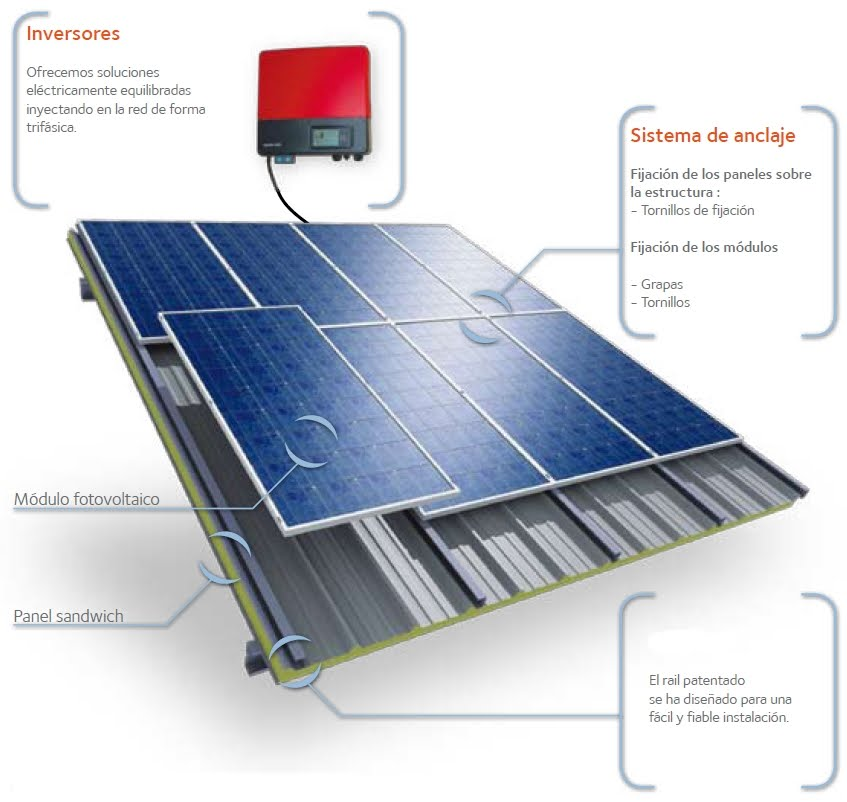 Inversores
Ofrecemos soluciones
eléctricamente equilibradas
inyectando en la red de forma
trifásica.
Sistema de anclaje
Fijación de los paneles sobre
la estructura :
- Tornillos de fijación
Fijación de los módulos
- Grapas
- Tornillos
Módulo fotovoltaico
Panel sandwich
El rail patentado
se ha diseñado para una
fácil y fiable instalación.